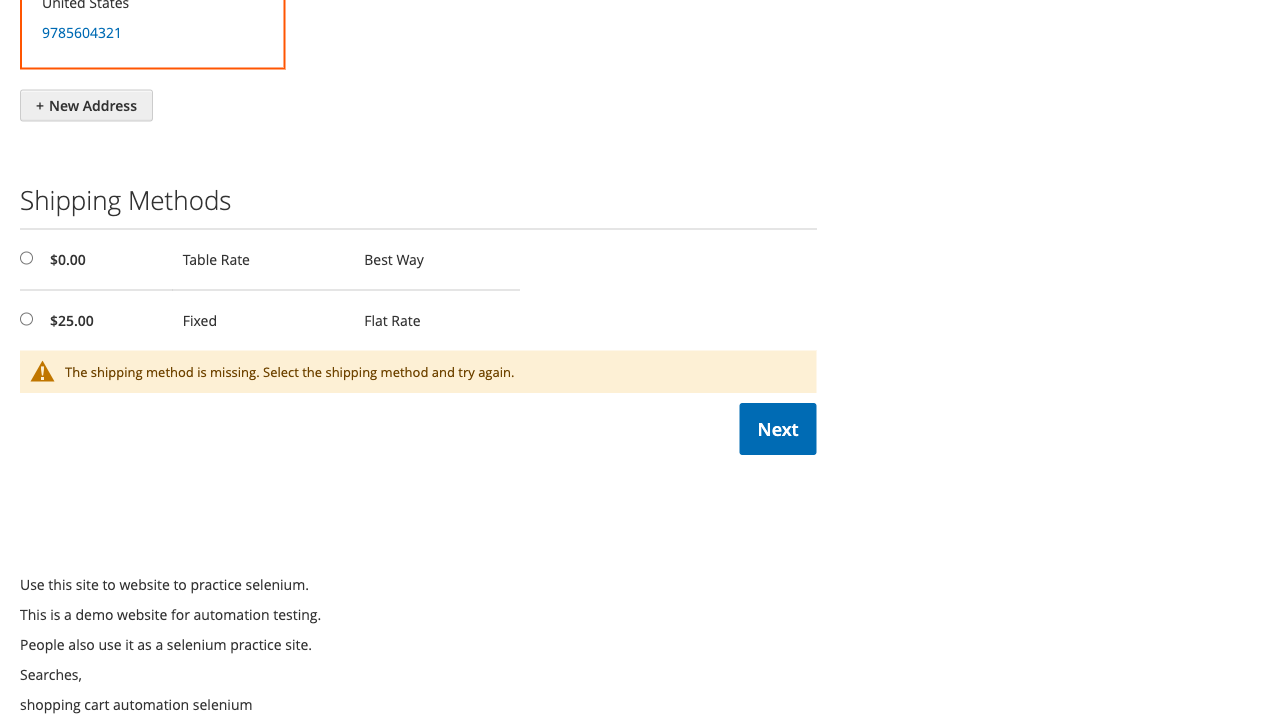 United States
9785604321
+ New Address
Shipping Methods
$0.00 Table Rate Best Way
$25.00 Fixed Flat Rate
The shipping method is missing. Select the shipping method and try again.
Next
Use this site to website to practice selenium.
This is a demo website for automation testing.
People also use it as a selenium practice site.
Searches,
shopping cart automation selenium